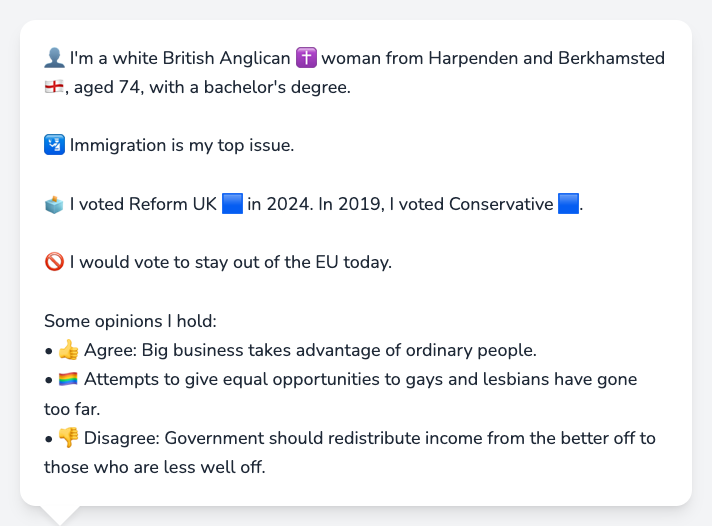 👤 I'm a white British Anglican ✝️ woman from Harpenden and Berkhamsted
🏴󠁧󠁢󠁥󠁮󠁧󠁿, aged 74, with a bachelor's degree.
🛂 Immigration is my top issue.
🗳️ I voted Reform UK 🟦 in 2024. In 2019, I voted Conservative 🟦.
🚫 I would vote to stay out of the EU today.
Some opinions I hold:
• 👍 Agree: Big business takes advantage of ordinary people.
• 🏳️‍🌈 Attempts to give equal opportunities to gays and lesbians have gone
too far.
• 👎 Disagree: Government should redistribute income from the better off to
those who are less well off.